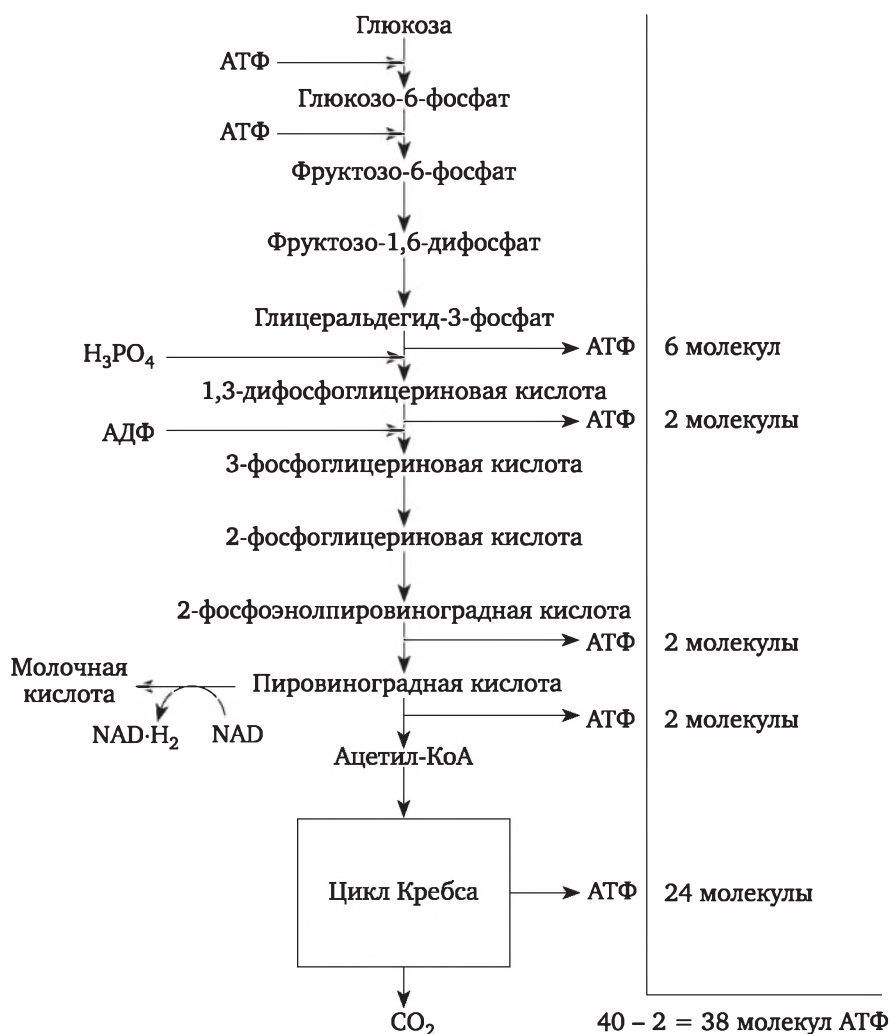 Глюкоза
АТФ
Глюкозо-6-фосфат
АТФ
Фруктозо-6-фосфат
Фруктозо-1,6-дифосфат
Глицеральдегид-3-фосфат
АТФ 6 молекул
H₃PO₄
1,3-дифосфоглицериновая кислота
АТФ 2 молекулы
АДФ
3-фосфоглицериновая кислота
2-фосфоглицериновая кислота
2-фосфоэнолпировиноградная кислота
АТФ 2 молекулы
Молочная
кислота
Пировиноградная кислота
АТФ 2 молекулы
NAD·H₂ NAD
Ацетил-КоА
Цикл Кребса
АТФ 24 молекулы
CO₂
40 – 2 = 38 молекул АТФ